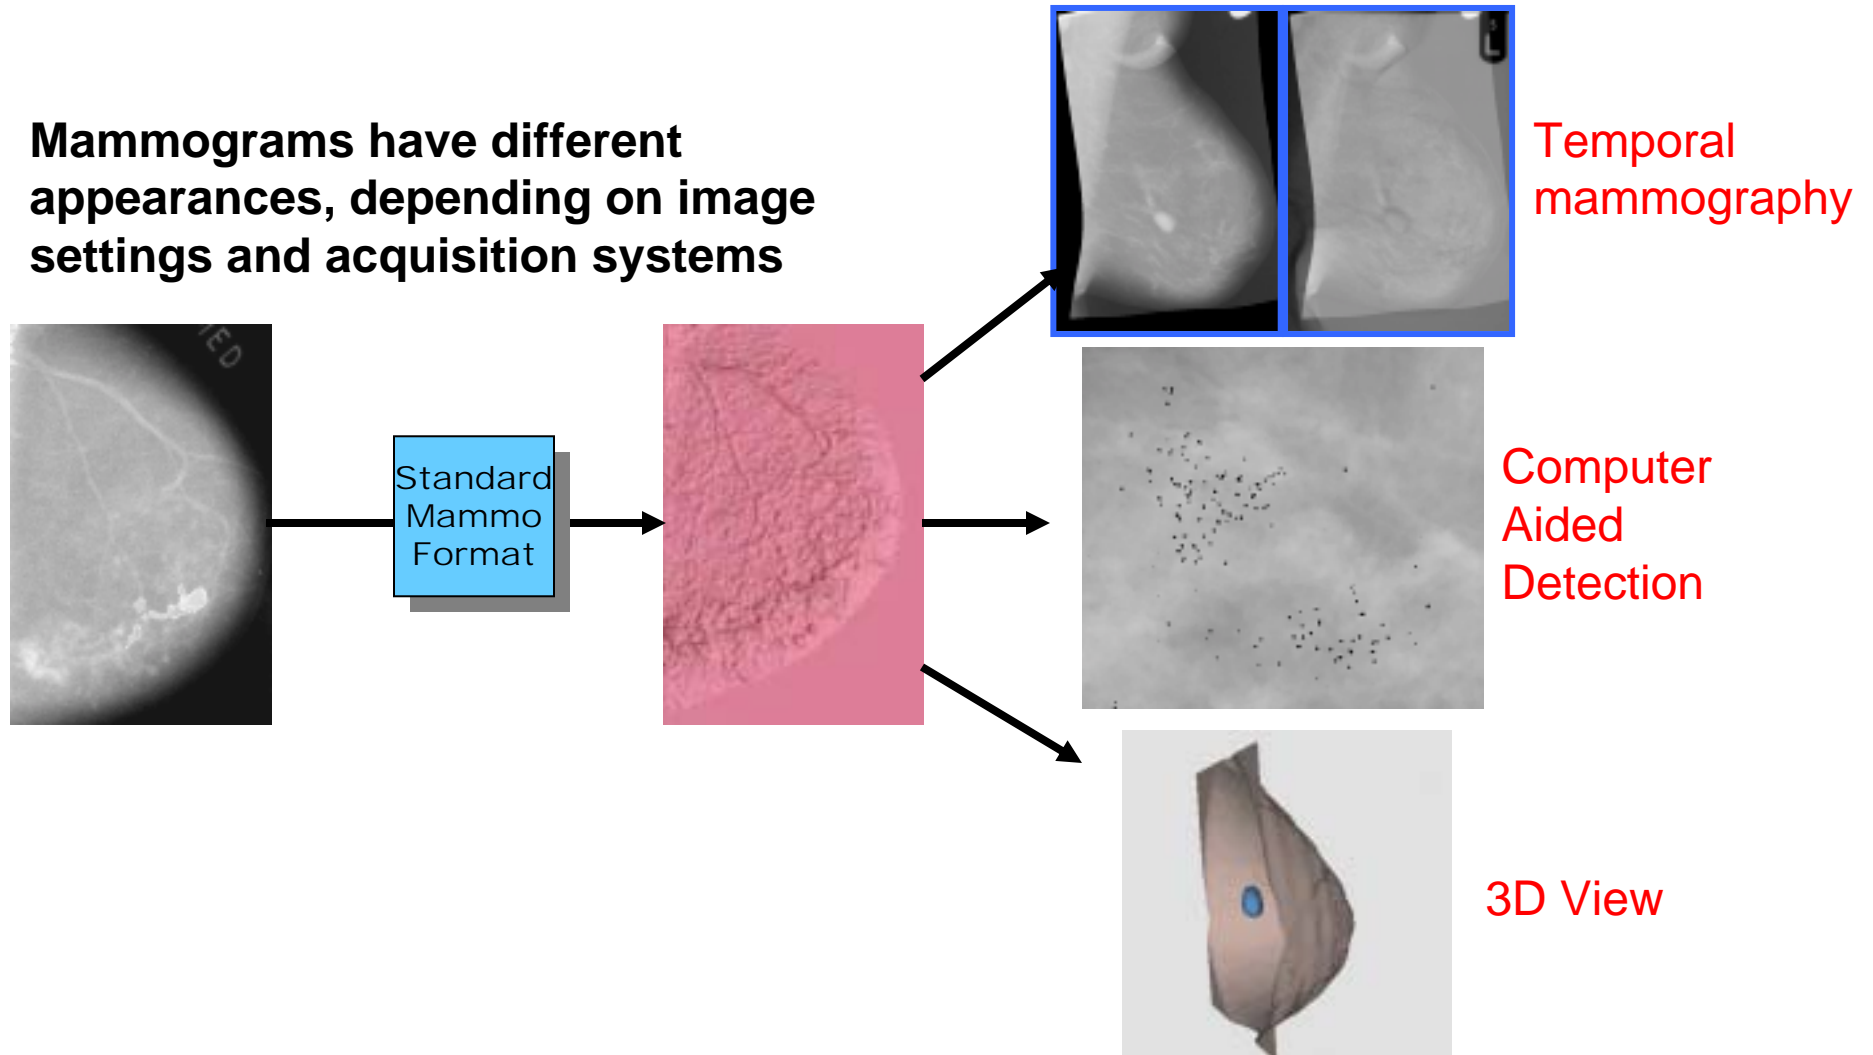 Mammograms have different
appearances, depending on image
settings and acquisition systems
Temporal
mammography
L
Standard
Mammo
Format
Computer
Aided
Detection
3D View